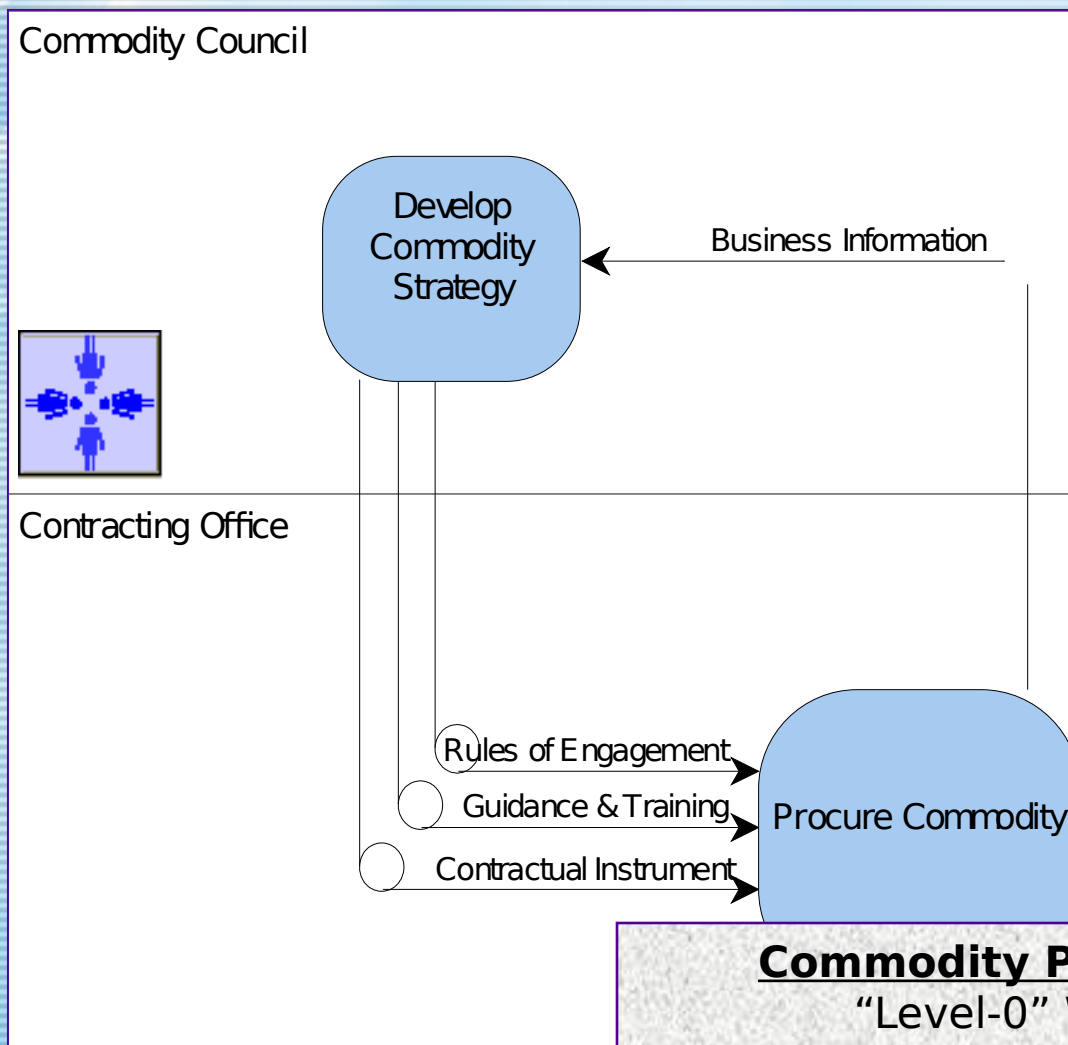 Commodity Council
Develop
Commodity
Strategy
Business Information
Contracting Office
Rules of Engagement
Guidance & Training
Procure Commodity
Contractual Instrument
Commodity
“Level-0”